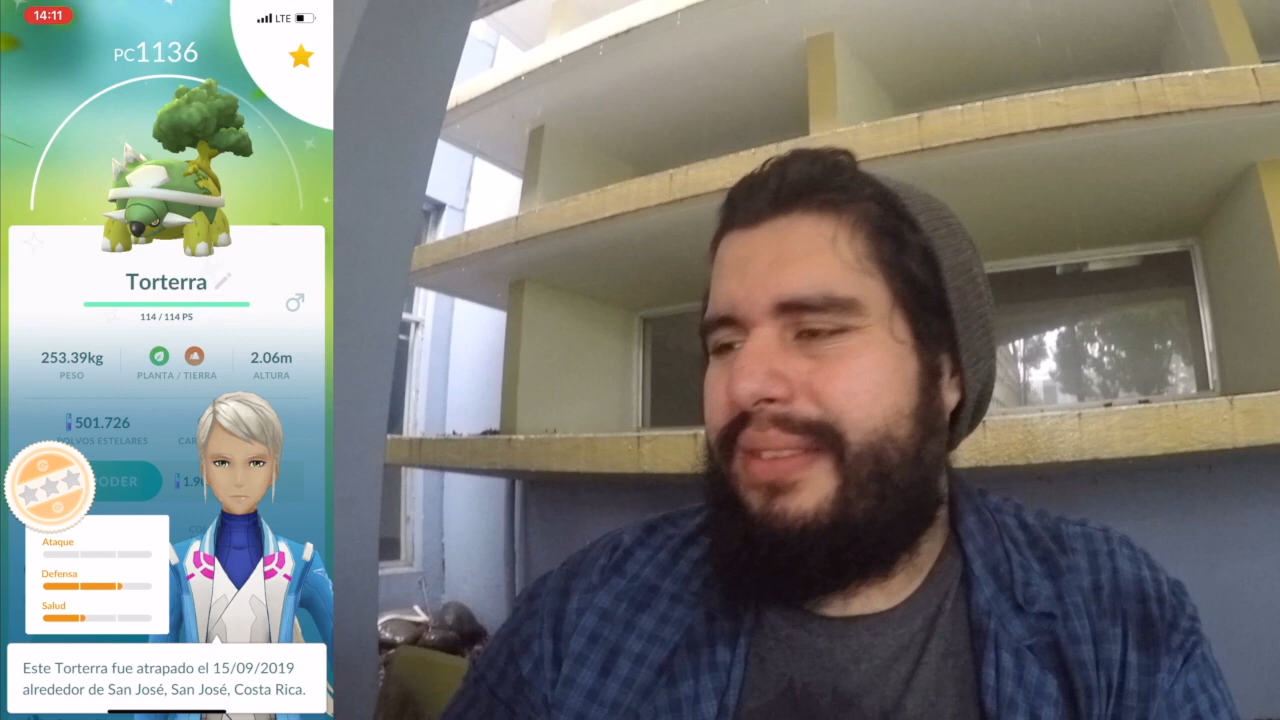 14:11
LTE
PC1136
Torterra
114 / 114 PS
253.39kg
PESO
PLANTA / TIERRA
2.06m
ALTURA
501.726
POLVOS ESTELARES
Ataque
Defensa
Salud
Este Torterra fue atrapado el 15/09/2019
alrededor de San José, San José, Costa Rica.